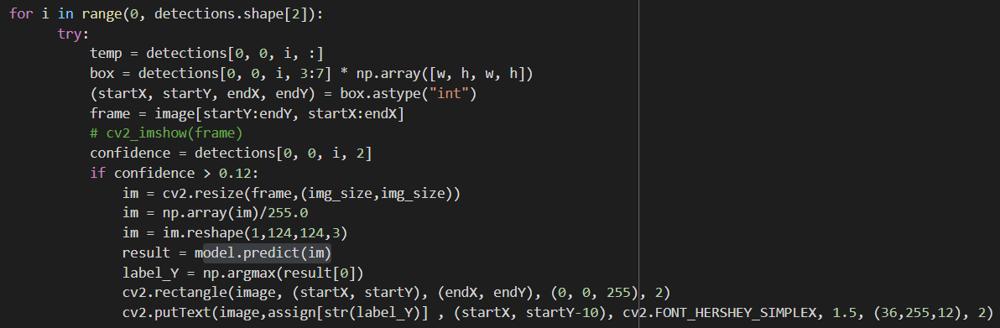 for i in range(0, detections.shape[2]):
try:
temp = detections[0, 0, i, :]
box = detections[0, 0, i, 3:7] * np.array([w, h, w, h])
(startX, startY, endX, endY) = box.astype("int")
frame = image[startY:endY, startX:endX]
# cv2_imshow(frame)
confidence = detections[0, 0, i, 2]
if confidence > 0.12:
im = cv2.resize(frame,(img_size,img_size))
im = np.array(im)/255.0
im = im.reshape(1,124,124,3)
result = model.predict(im)
label_Y = np.argmax(result[0])
cv2.rectangle(image, (startX, startY), (endX, endY), (0, 0, 255), 2)
cv2.putText(image,assign[str(label_Y)] , (startX, startY-10), cv2.FONT_HERSHEY_SIMPLEX, 1.5, (36,255,12), 2)